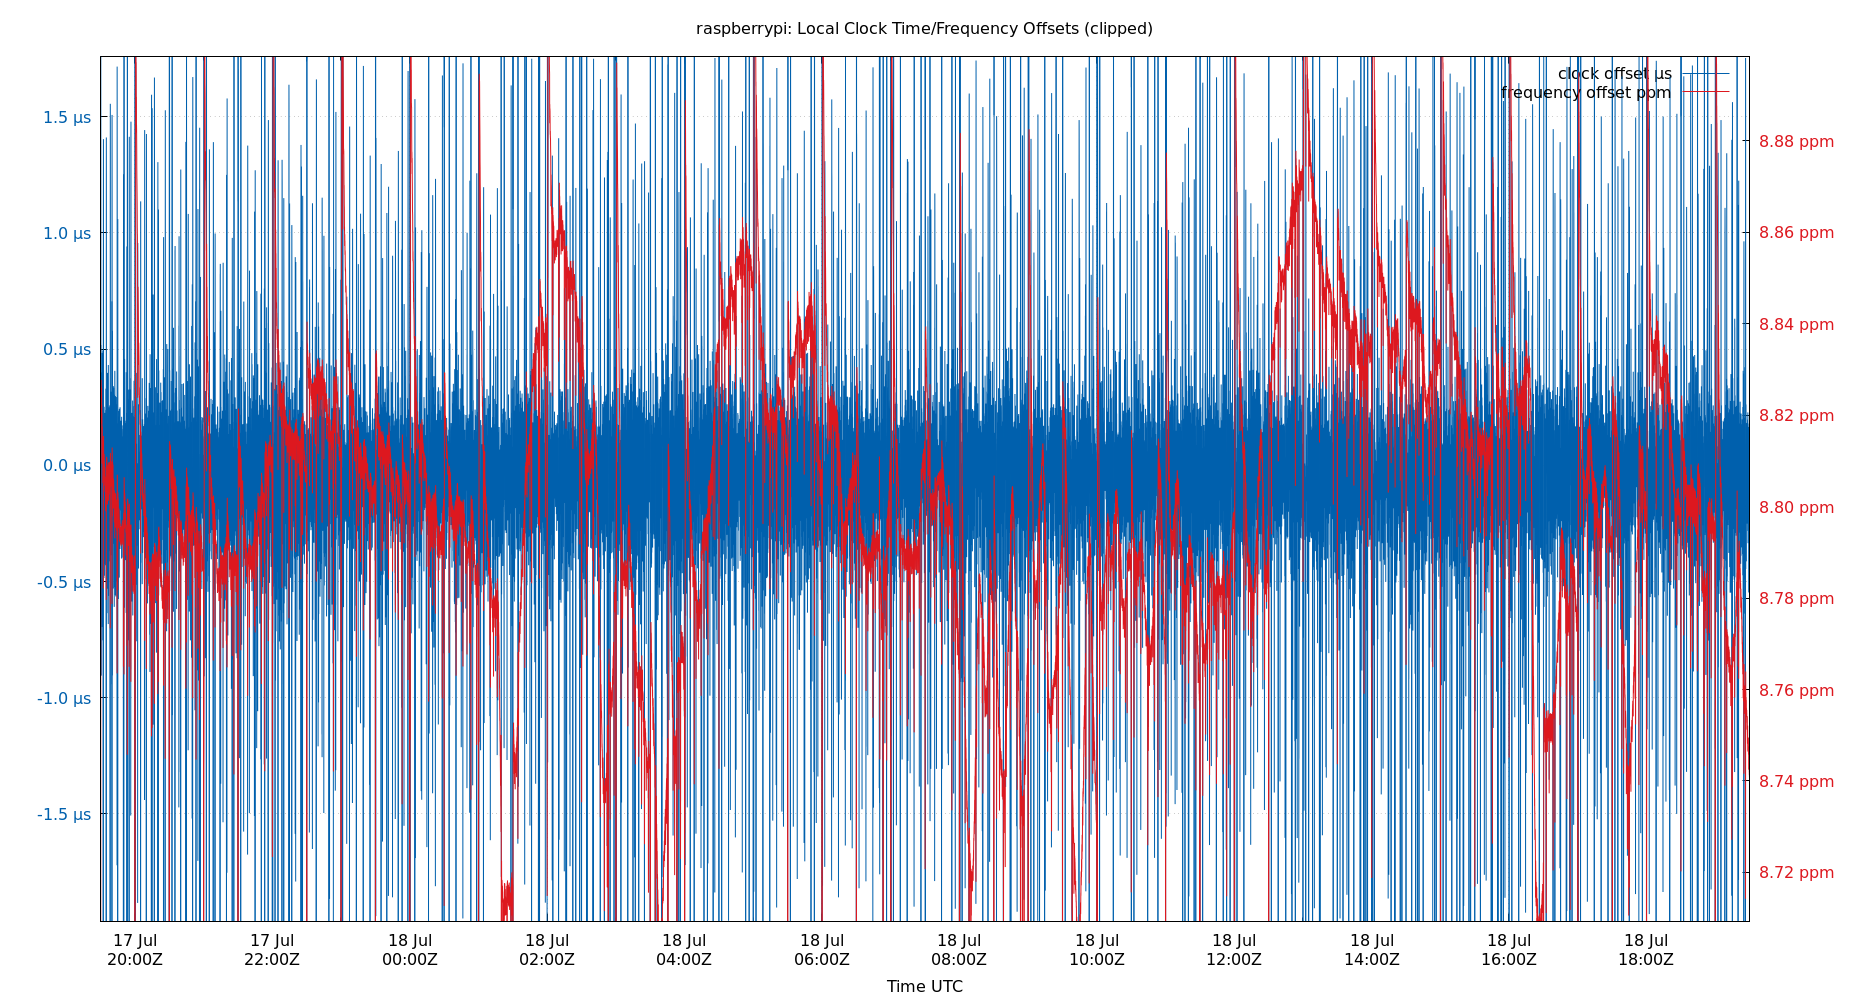 raspberrypi: Local Clock Time/Frequency Offsets (clipped)
clock offset µs
frequency offset ppm
1.5 µs
1.0 µs
0.5 µs
0.0 µs
-0.5 µs
-1.0 µs
-1.5 µs
8.88 ppm
8.86 ppm
8.84 ppm
8.82 ppm
8.80 ppm
8.78 ppm
8.76 ppm
8.74 ppm
8.72 ppm
17 Jul 17 Jul 18 Jul 18 Jul 18 Jul 18 Jul 18 Jul 18 Jul 18 Jul 18 Jul 18 Jul 18 Jul
20:00Z 22:00Z 00:00Z 02:00Z 04:00Z 06:00Z 08:00Z 10:00Z 12:00Z 14:00Z 16:00Z 18:00Z
Time UTC